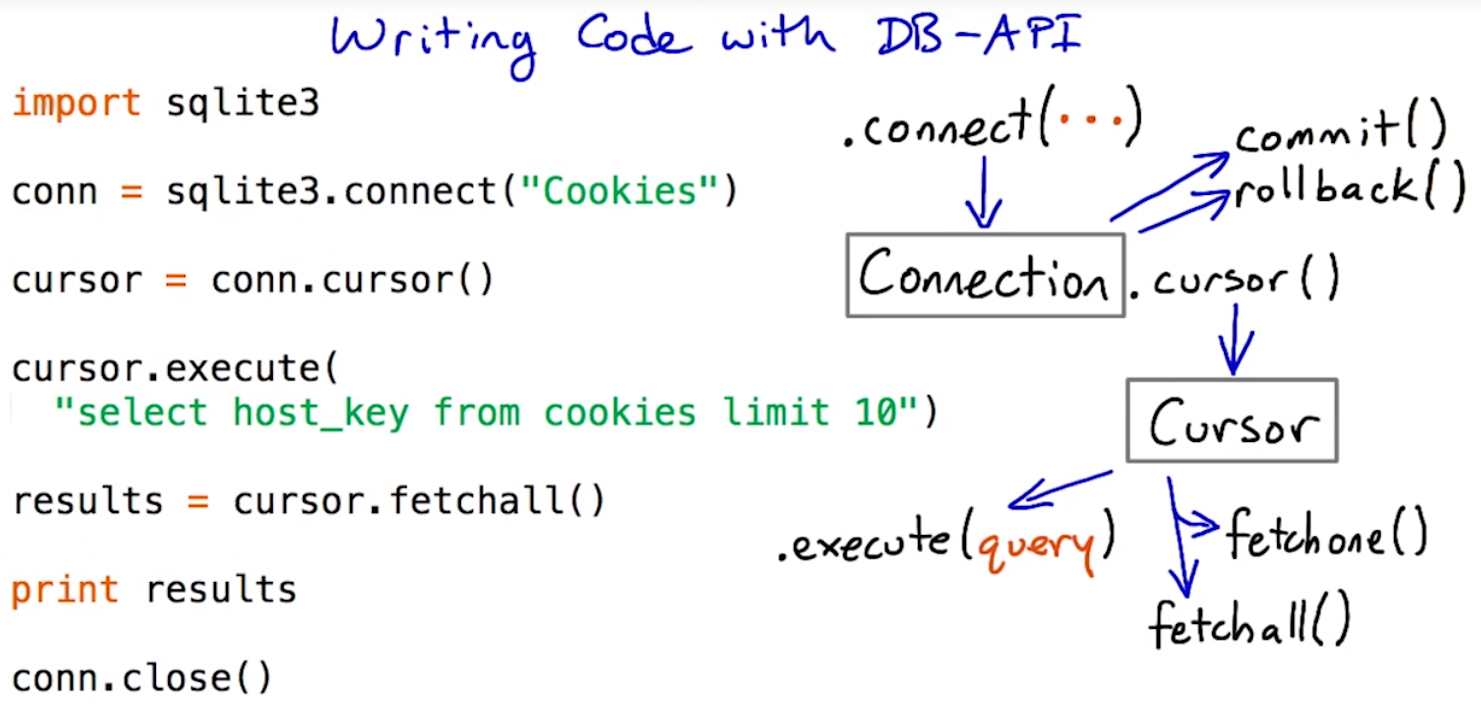 Writing Code with DB-API
import sqlite3
conn = sqlite3.connect("Cookies")
cursor = conn.cursor()
cursor.execute(
"select host_key from cookies limit 10")
results = cursor.fetchall()
print results
conn.close()
.connect(...)
commit()
rollback()
Connection.cursor()
Cursor
.execute(query)
fetchone()
fetchall()